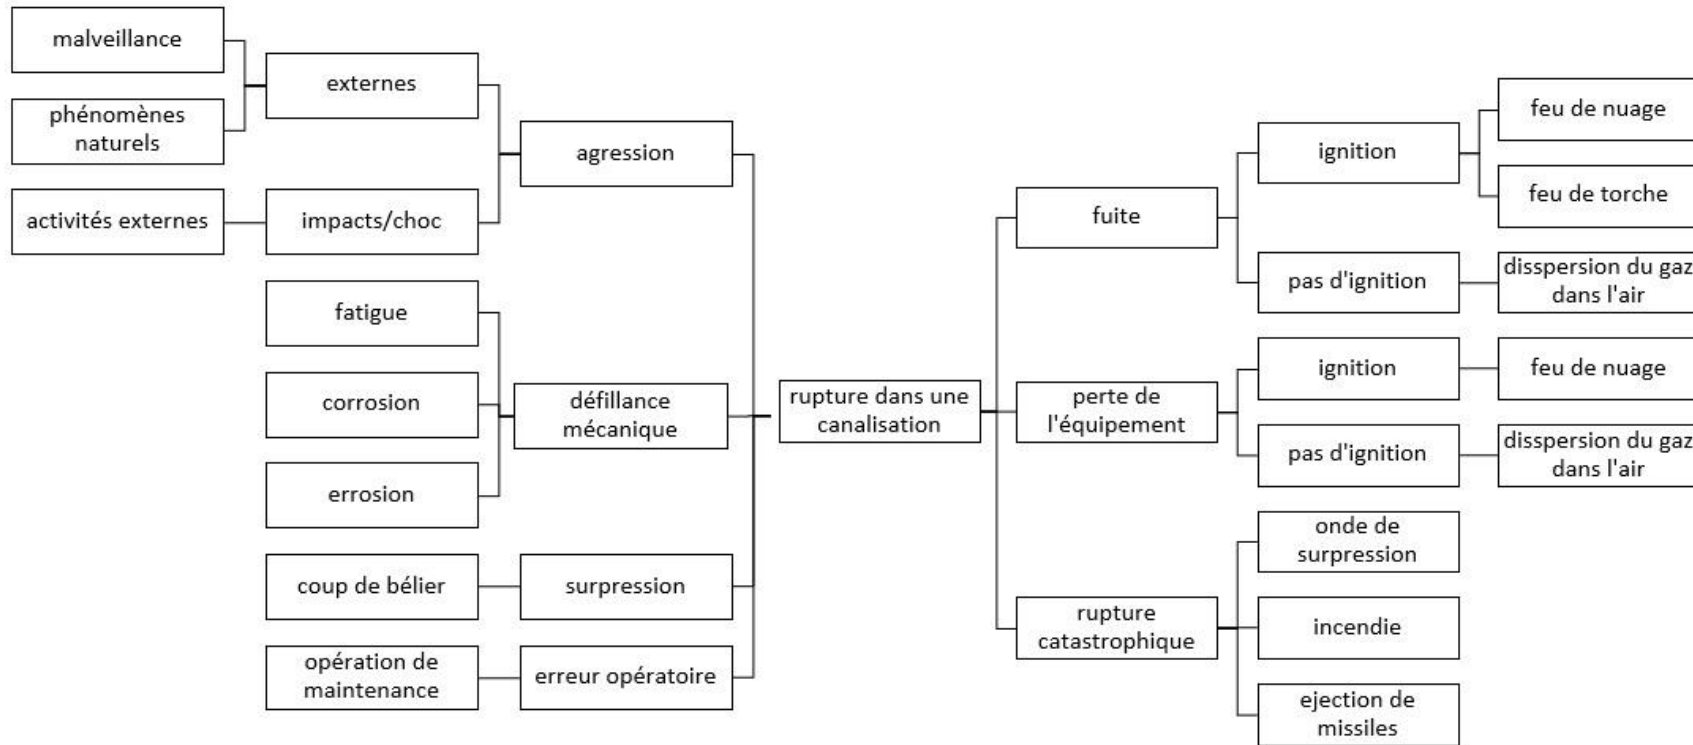 malveillance
phénomènes
naturels
activités externes
externes
impacts/choc
fatigue
corrosion
errosion
coup de bélier
opération de
maintenance
agression
défillance
mécanique
surpression
erreur opératoire
rupture dans une
canalisation
fuite
perte de
l'équipement
rupture
catastrophique
ignition
pas d'ignition
ignition
pas d'ignition
onde de
surpression
incendie
ejection de
missiles
feu de nuage
feu de torche
disspersion du gaz
dans l'air
feu de nuage
disspersion du gaz
dans l'air